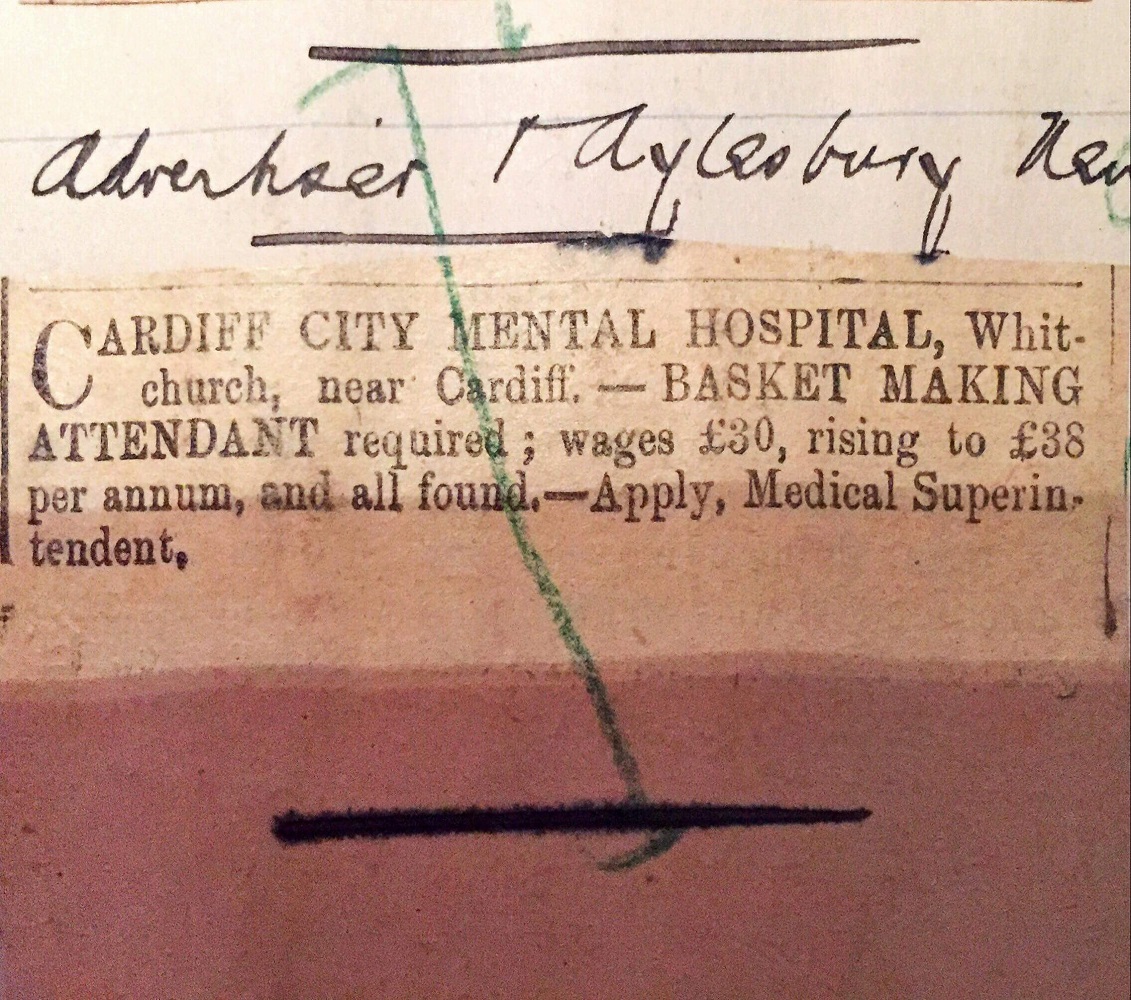 Advertiser & Aylesbury New
CARDIFF CITY MENTAL HOSPITAL, Whit-
church, near Cardiff. — BASKET MAKING
ATTENDANT required; wages £30, rising to £38
per annum, and all found.—Apply, Medical Superin-
tendent.